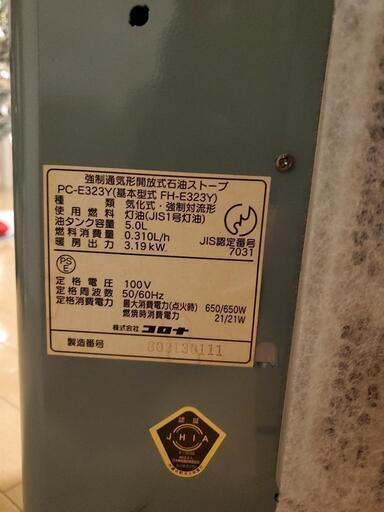 強制通気形開放式石油ストーブ
PC-E323Y(基本型式 FH-E323Y)
種 類 気化式・強制対流形
使用燃料 灯油(JIS1号灯油)
油タンク容量 5.0L
燃料消費量 0.310L/h
暖房出力 3.19kW
JIS認定番号
7031
PS
E
定格電圧 100V
定格周波数 50/60Hz
定格消費電力 最大消費電力(点火時) 650/650W
燃焼時消費電力 21/21W
株式会社 コロナ
製造番号 802130111
認証
JHIA